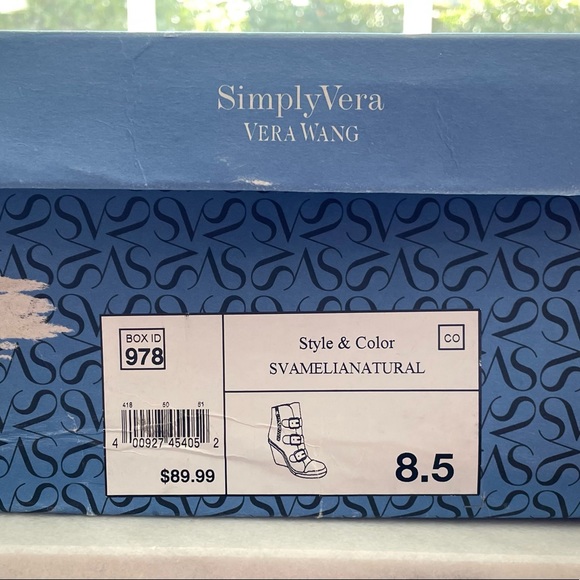 SimplyVera
VERA WANG
BOX ID
978
Style & Color
CO
SVAMELIANATURAL
418 60 81
4 00927 45405 2
$89.99
8.5